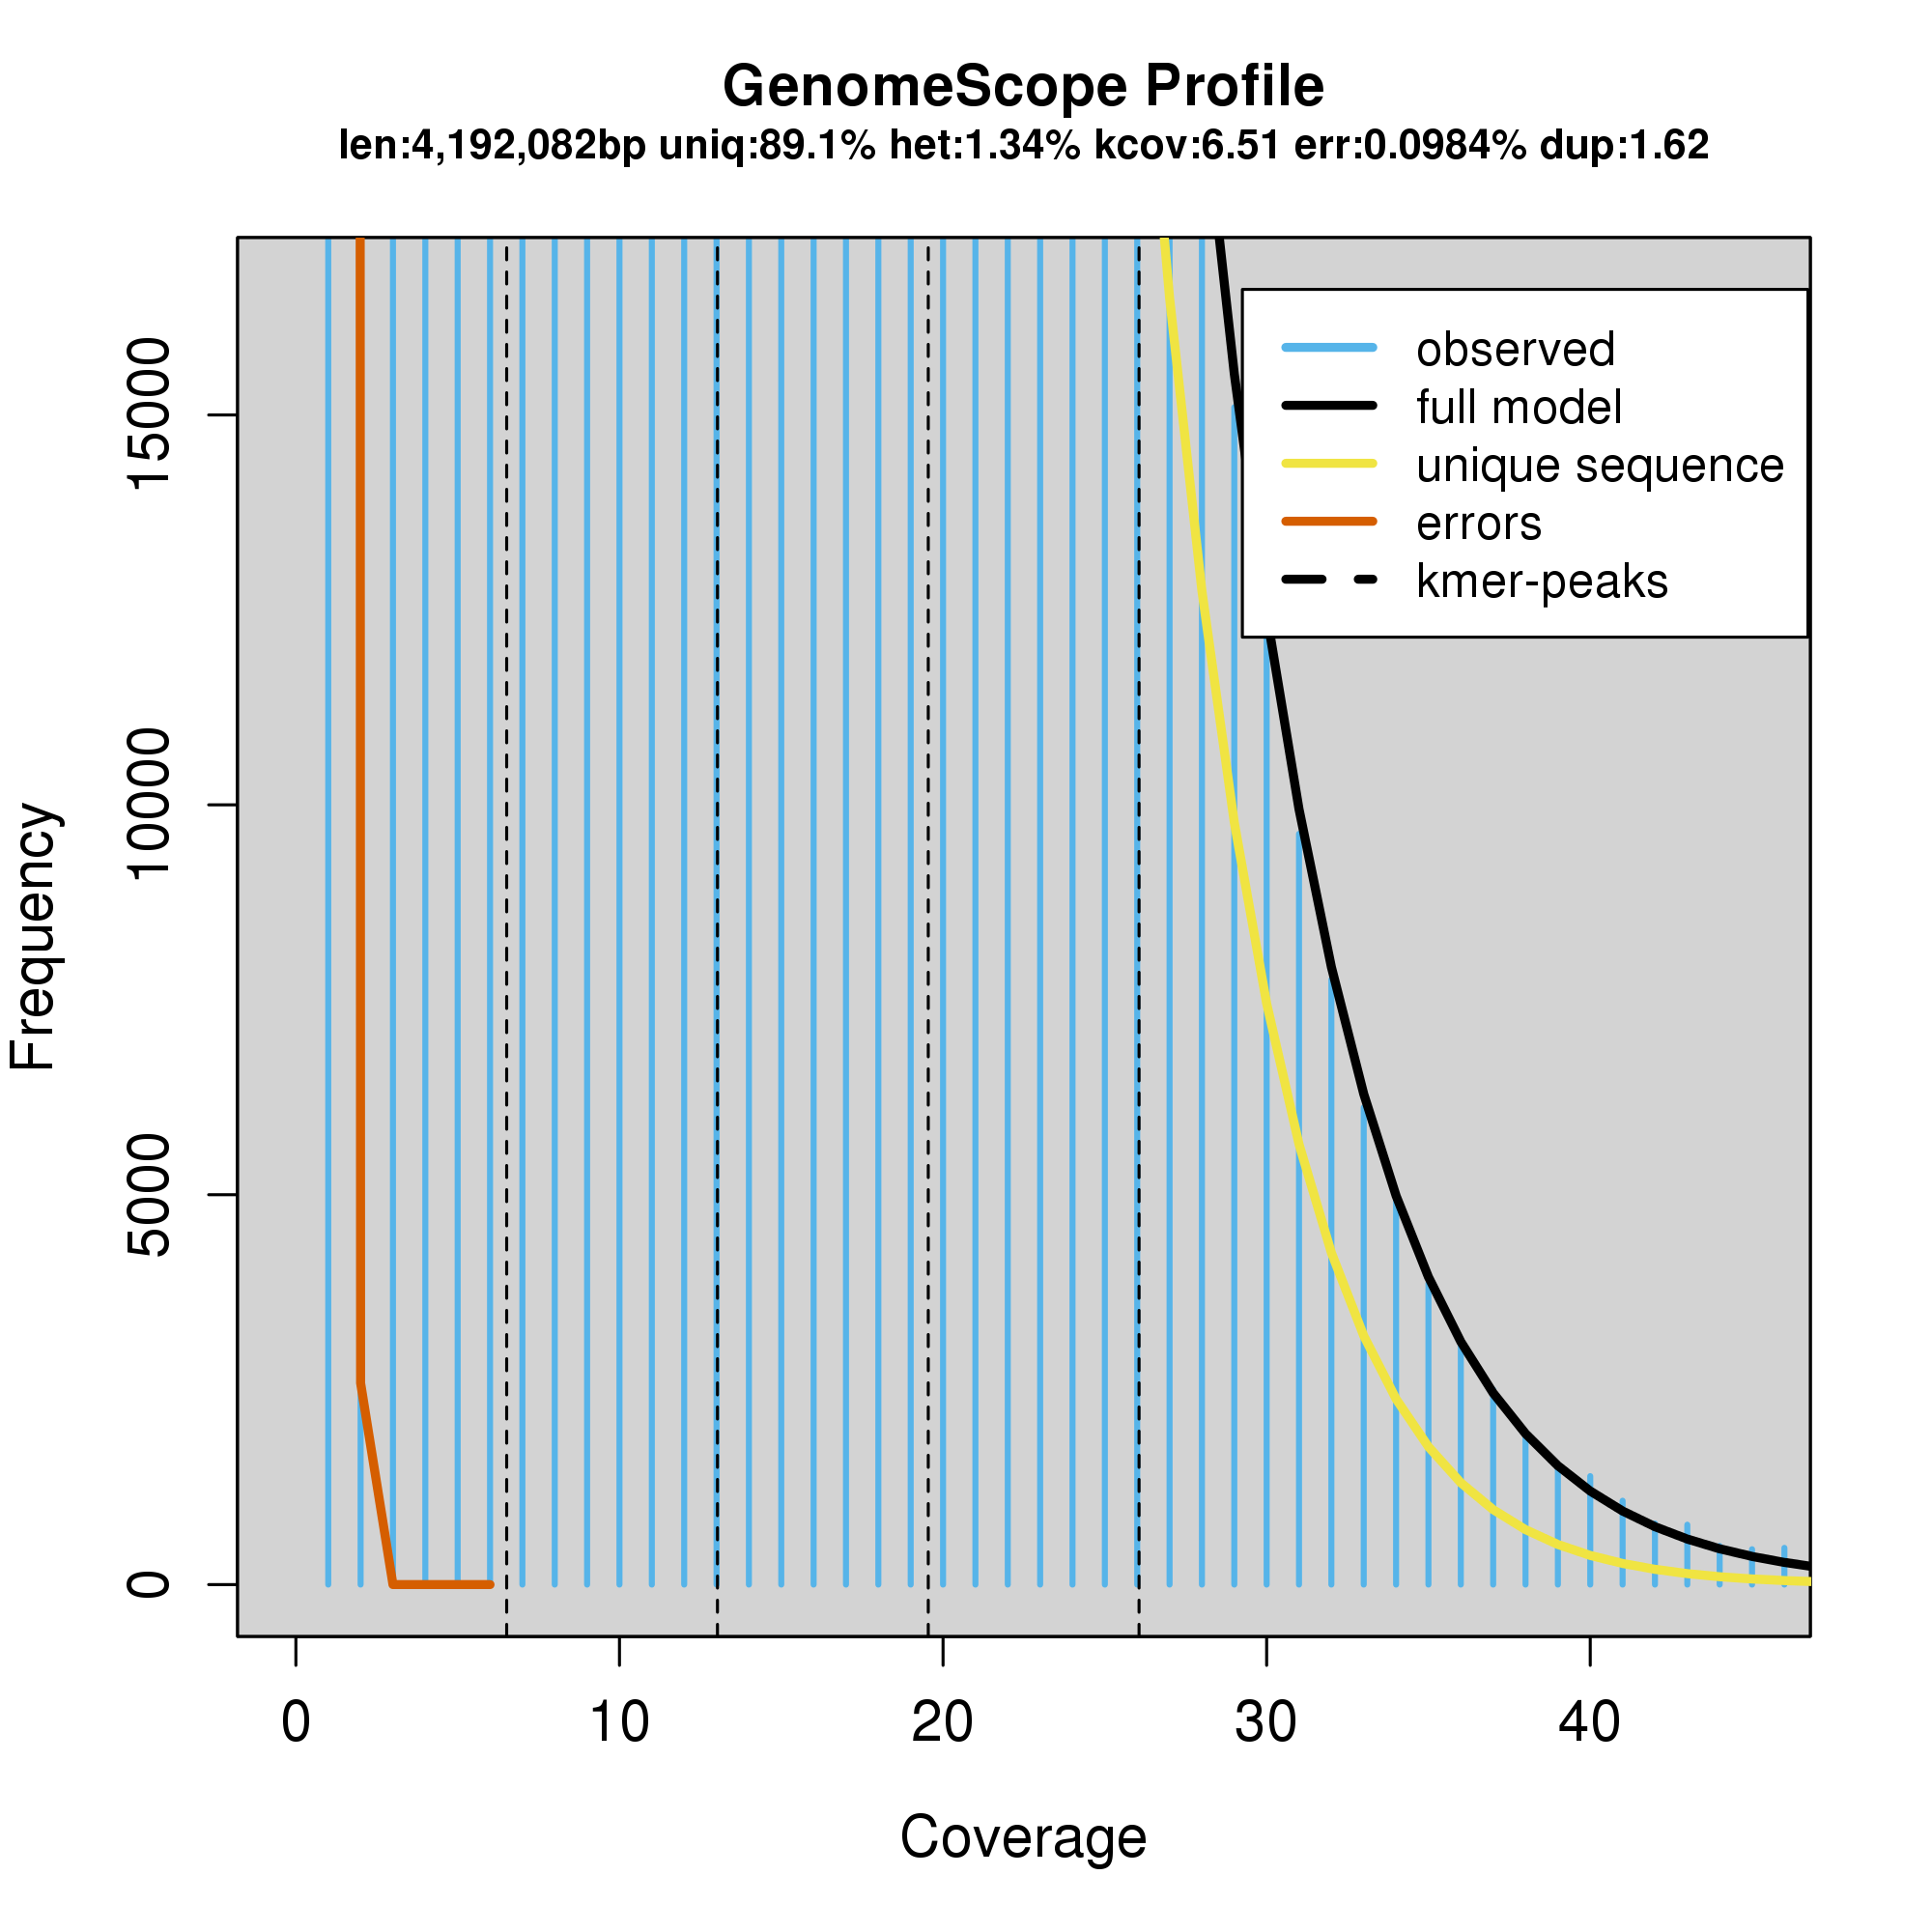 GenomeScope Profile
len:4,192,082bp uniq:89.1% het:1.34% kcov:6.51 err:0.0984% dup:1.62
observed
full model
unique sequence
errors
kmer-peaks
Frequency
15000
10000
5000
0
0 10 20 30 40
Coverage